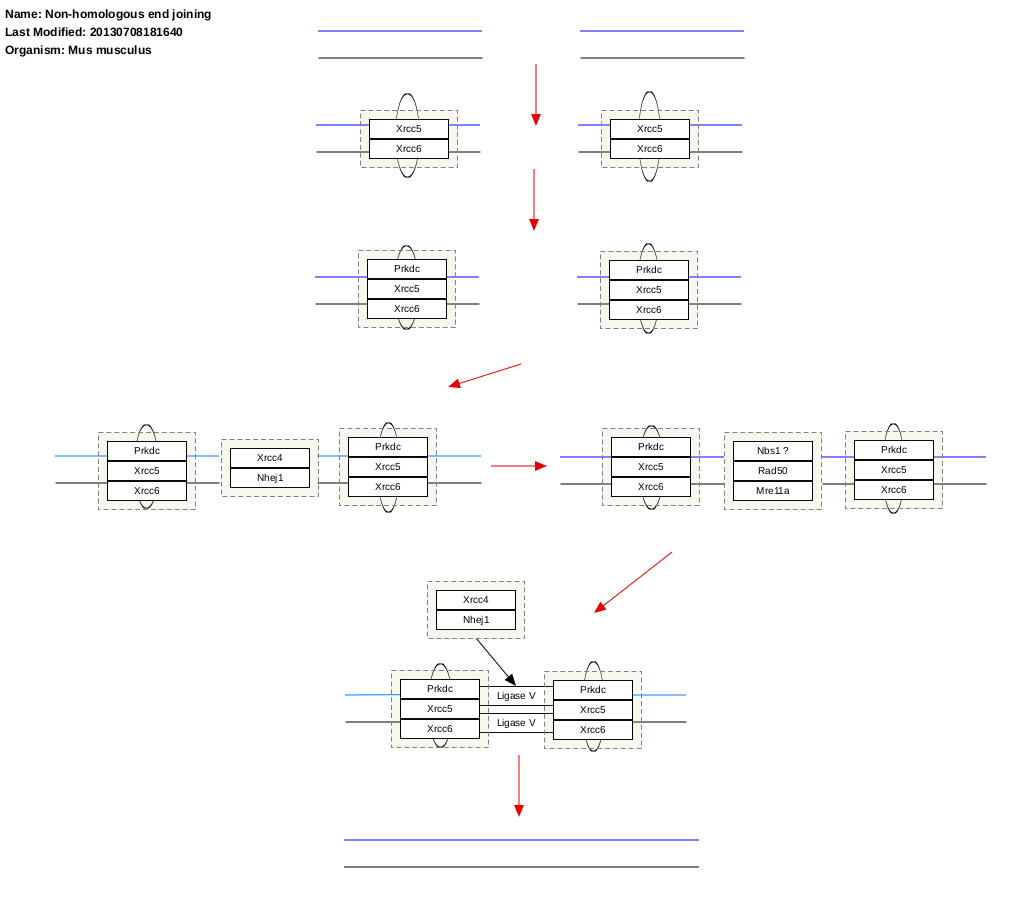 Name: Non-homologous end joining
Last Modified: 20130708181640
Organism: Mus musculus
Xrcc5
Xrcc6
Xrcc5
Xrcc6
Prkdc
Xrcc5
Xrcc6
Prkdc
Xrcc5
Xrcc6
Prkdc
Xrcc5
Xrcc6
Xrcc4
Nhej1
Prkdc
Xrcc5
Xrcc6
Prkdc
Xrcc5
Xrcc6
Nbs1 ?
Rad50
Mre11a
Prkdc
Xrcc5
Xrcc6
Xrcc4
Nhej1
Prkdc
Xrcc5
Xrcc6
Ligase V
Ligase V
Prkdc
Xrcc5
Xrcc6